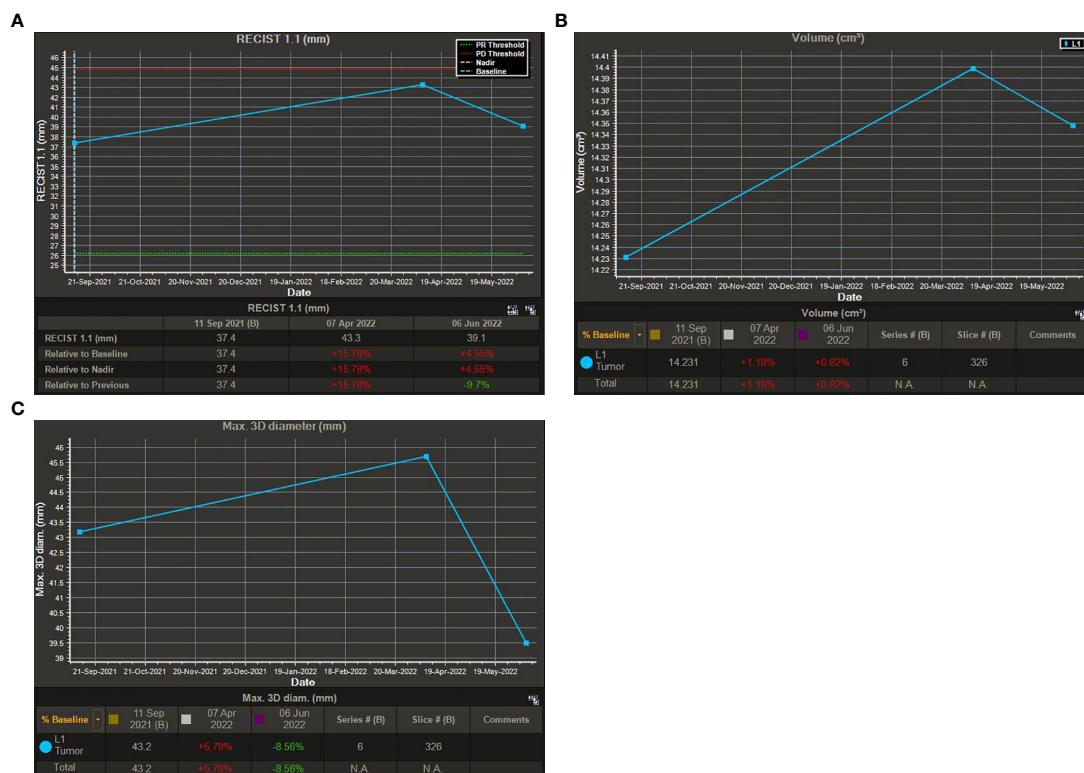 A
RECIST 1.1 (mm)
PR Threshold
PD Threshold
Nadir
Baseline
RECIST 1.1 (mm)
46
45
44
43
42
41
40
39
38
37
36
35
34
33
32
31
30
29
28
27
26
25
21-Sep-2021 21-Oct-2021 20-Nov-2021 20-Dec-2021 19-Jan-2022 18-Feb-2022 20-Mar-2022 19-Apr-2022 19-May-2022
Date
RECIST 1.1 (mm)
11 Sep 2021 (B) 07 Apr 2022 06 Jun 2022
RECIST 1.1 (mm) 37.4 43.3 39.1
Relative to Baseline 37.4 +15.78% +4.55%
Relative to Nadir 37.4 +15.78% +4.55%
Relative to Previous 37.4 +15.78% -9.7%
B
Volume (cm³)
L1
Volume (cm³)
14.41
14.4
14.38
14.37
14.36
14.35
14.33
14.32
14.31
14.3
14.28
14.27
14.26
14.25
14.23
14.22
21-Sep-2021 21-Oct-2021 20-Nov-2021 20-Dec-2021 19-Jan-2022 18-Feb-2022 20-Mar-2022 19-Apr-2022 19-May-2022
Date
Volume (cm³)
% Baseline 11 Sep 2021 (B) 07 Apr 2022 06 Jun 2022 Series # (B) Slice # (B) Comments
L1 Tumor 14.231 +1.18% +0.82% 6 326
Total 14.231 +1.18% +0.82% N.A. N.A.
C
Max. 3D diameter (mm)
Max. 3D diam. (mm)
46
45.5
45
44.5
44
43.5
43
42.5
42
41.5
41
40.5
40
39.5
39
21-Sep-2021 21-Oct-2021 20-Nov-2021 20-Dec-2021 19-Jan-2022 18-Feb-2022 20-Mar-2022 19-Apr-2022 19-May-2022
Date
Max. 3D diam. (mm)
% Baseline 11 Sep 2021 (B) 07 Apr 2022 06 Jun 2022 Series # (B) Slice # (B) Comments
L1 Tumor 43.2 +5.79% -8.56% 6 326
Total 43.2 +5.79% -8.56% N.A. N.A.